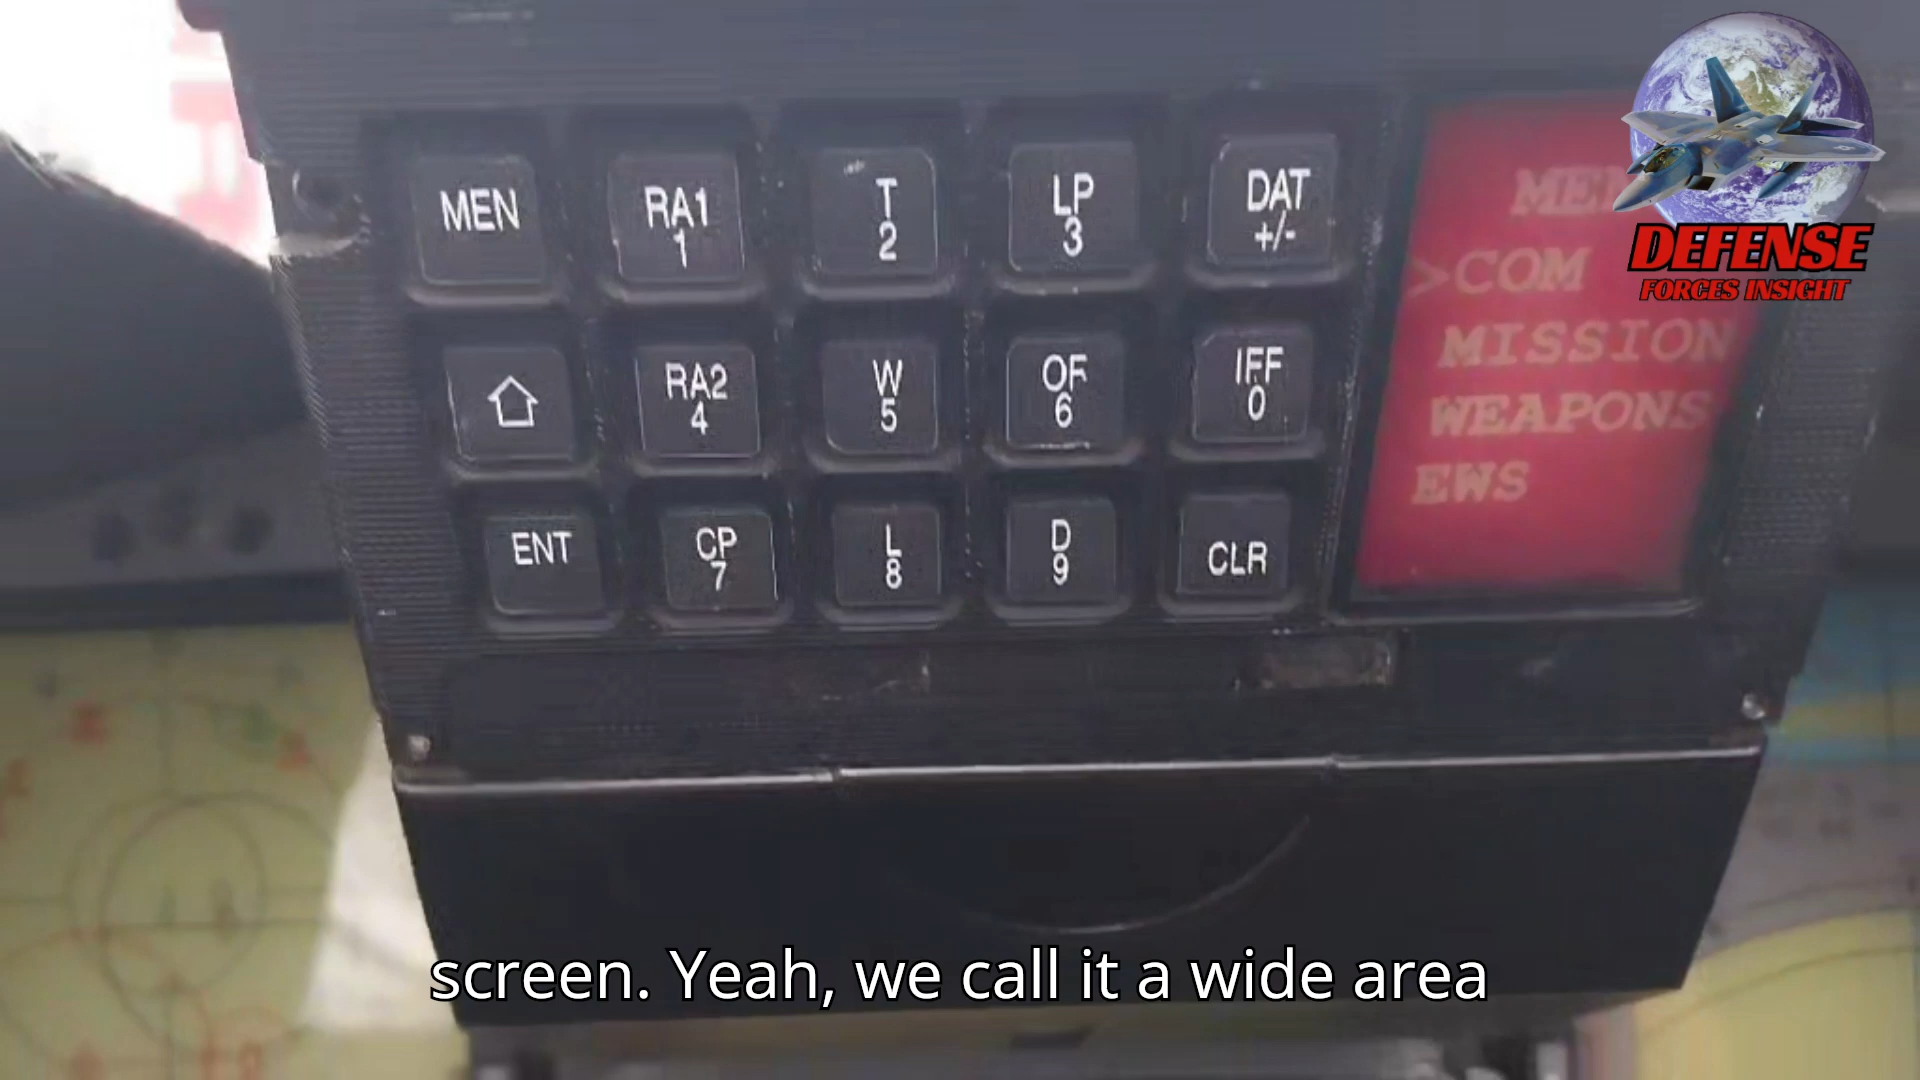 MEN
RA1
1
T
2
LP
3
DAT
+/-
RA2
4
W
5
OF
6
IFF
0
ENT
CP
7
L
8
D
9
CLR
>COM
MISSION
WEAPONS
EWS
DEFENSE
FORCES INSIGHT
screen. Yeah, we call it a wide area